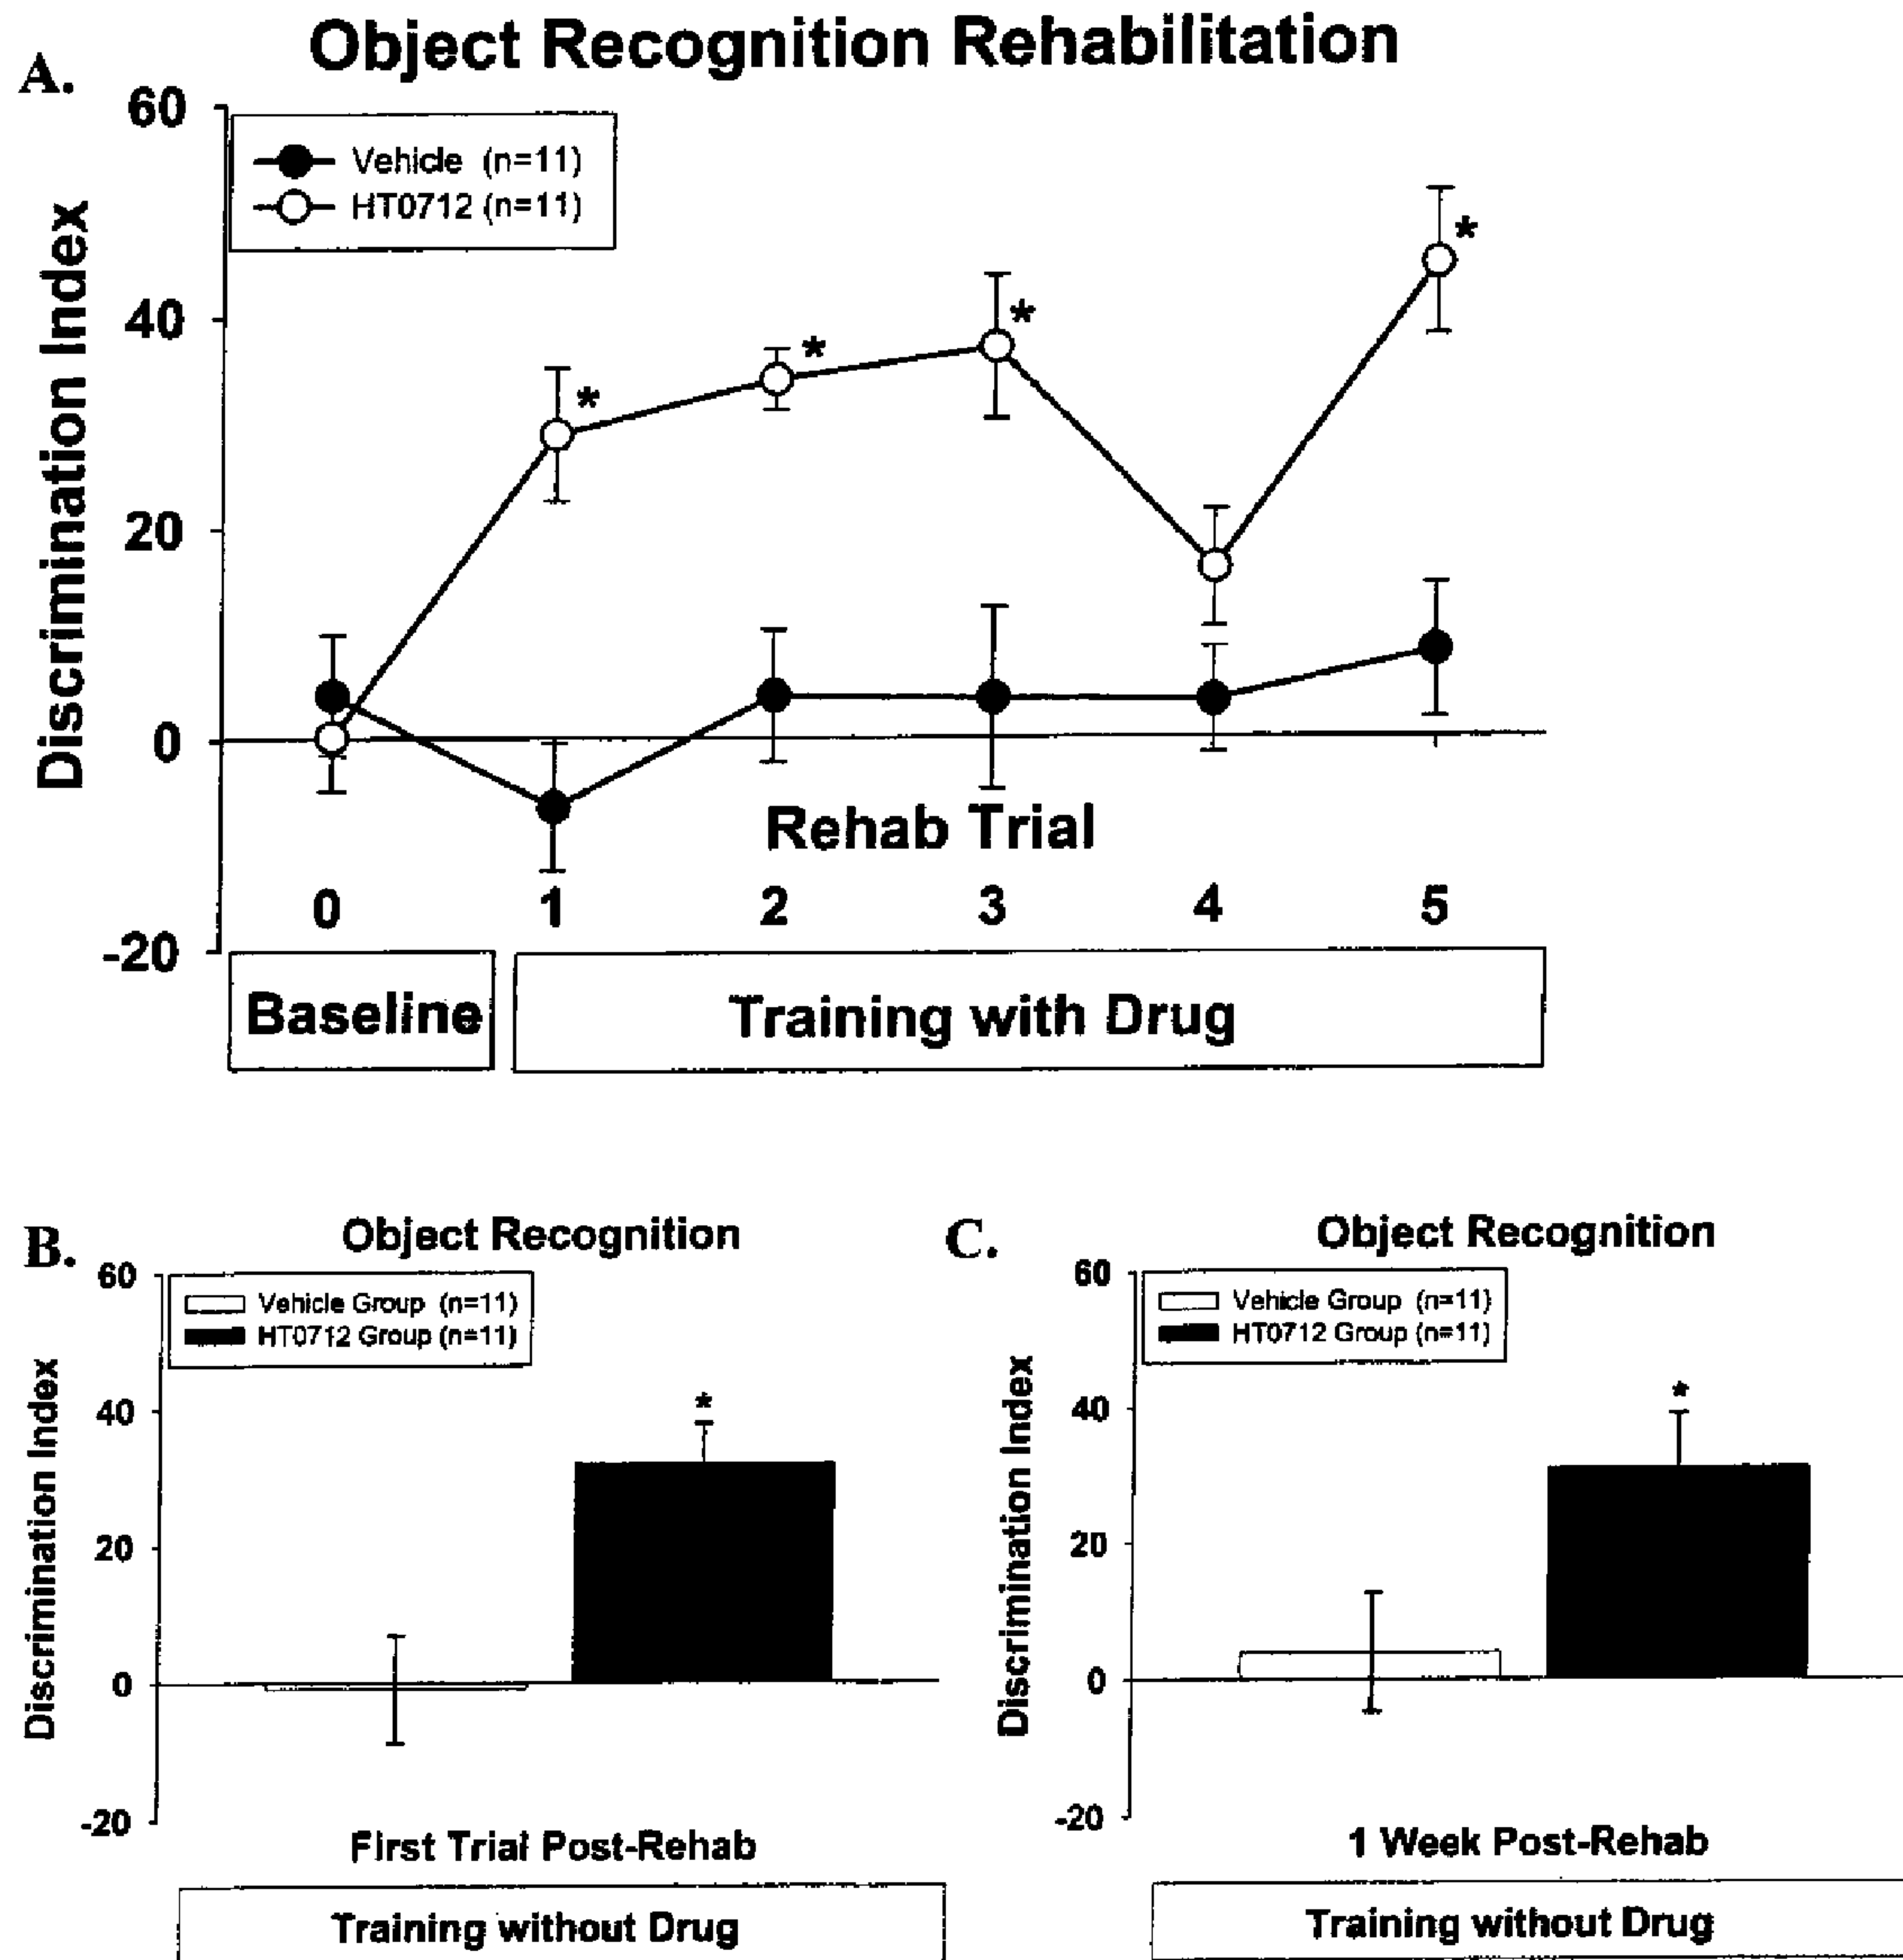 A.
Object Recognition Rehabilitation
60
40
20
0
-20
Discrimination Index
Vehicle (n=11)
HT0712 (n=11)
*
*
*
*
Rehab Trial
0 1 2 3 4 5
Baseline
Training with Drug
B.
Object Recognition
60
40
20
0
-20
Discrimination Index
Vehicle Group (n=11)
HT0712 Group (n=11)
*
First Trial Post-Rehab
Training without Drug
C.
Object Recognition
60
40
20
0
-20
Discrimination Index
Vehicle Group (n=11)
HT0712 Group (n=11)
*
1 Week Post-Rehab
Training without Drug